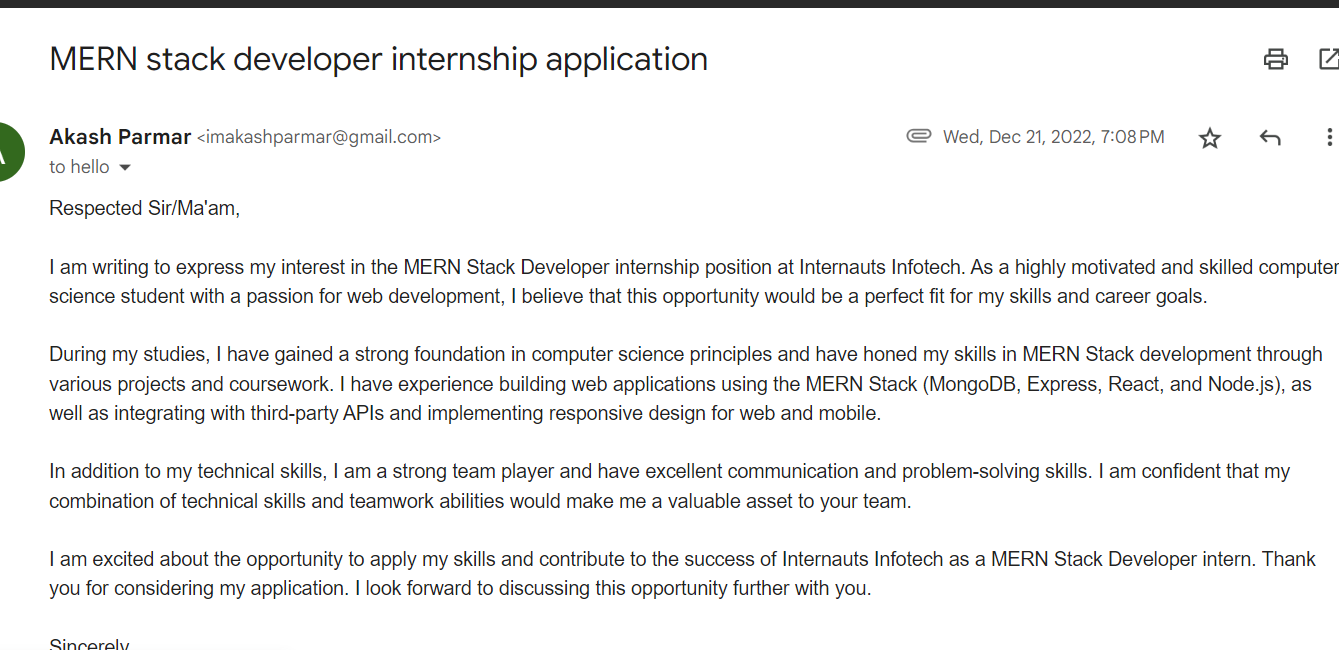 MERN stack developer internship application
Akash Parmar <imakashparmar@gmail.com>
Wed, Dec 21, 2022, 7:08 PM
to hello
Respected Sir/Ma'am,
I am writing to express my interest in the MERN Stack Developer internship position at Internauts Infotech. As a highly motivated and skilled computer
science student with a passion for web development, I believe that this opportunity would be a perfect fit for my skills and career goals.
During my studies, I have gained a strong foundation in computer science principles and have honed my skills in MERN Stack development through
various projects and coursework. I have experience building web applications using the MERN Stack (MongoDB, Express, React, and Node.js), as
well as integrating with third-party APIs and implementing responsive design for web and mobile.
In addition to my technical skills, I am a strong team player and have excellent communication and problem-solving skills. I am confident that my
combination of technical skills and teamwork abilities would make me a valuable asset to your team.
I am excited about the opportunity to apply my skills and contribute to the success of Internauts Infotech as a MERN Stack Developer intern. Thank
you for considering my application. I look forward to discussing this opportunity further with you.
Sincerely